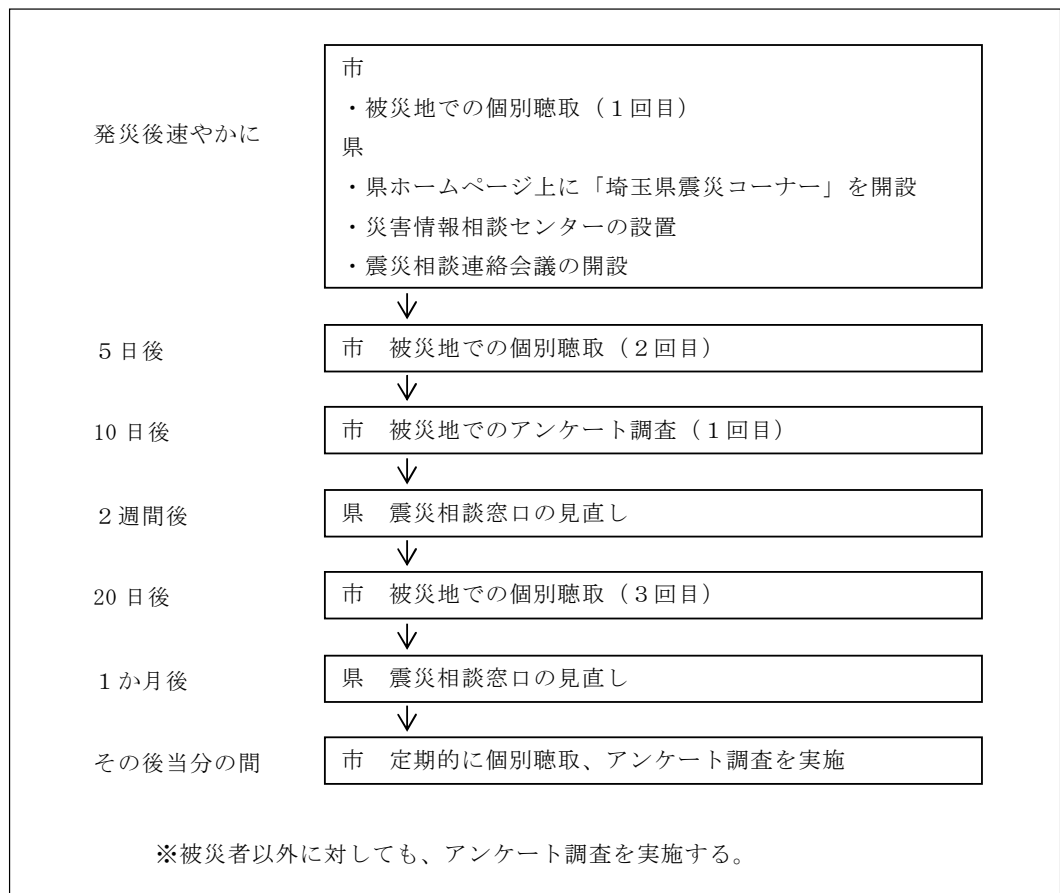 発災後速やかに
市
・被災地での個別聴取（１回目）
県
・県ホームページ上に「埼玉県震災コーナー」を開設
・災害情報相談センターの設置
・震災相談連絡会議の開設
５日後
市　被災地での個別聴取（２回目）
10 日後
市　被災地でのアンケート調査（１回目）
２週間後
県　震災相談窓口の見直し
20 日後
市　被災地での個別聴取（３回目）
１か月後
県　震災相談窓口の見直し
その後当分の間
市　定期的に個別聴取、アンケート調査を実施
※被災者以外に対しても、アンケート調査を実施する。